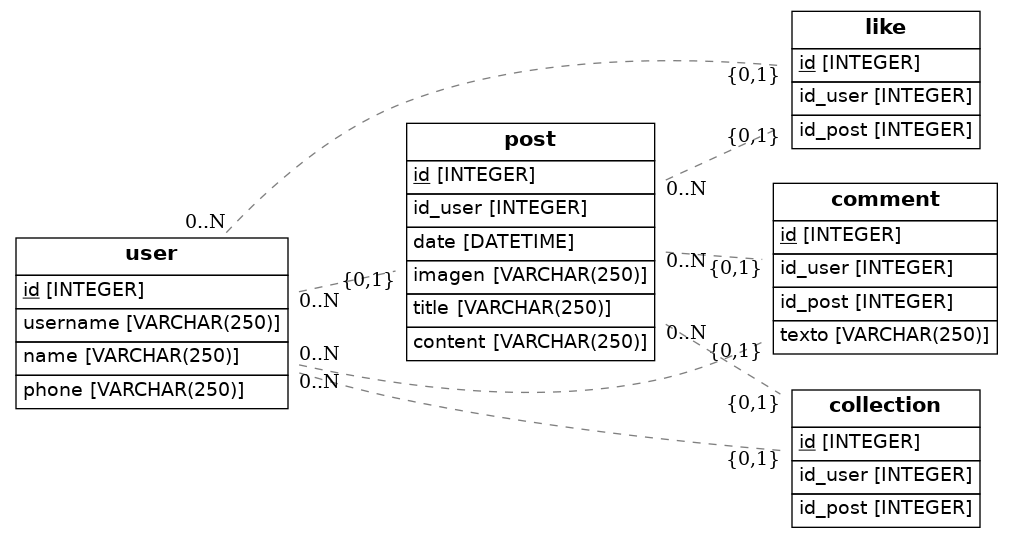 like
id [INTEGER]
id_user [INTEGER]
id_post [INTEGER]
{0,1}
{0,1}
post
id [INTEGER]
id_user [INTEGER]
date [DATETIME]
imagen [VARCHAR(250)]
title [VARCHAR(250)]
content [VARCHAR(250)]
0..N
0..N
0..N
comment
id [INTEGER]
id_user [INTEGER]
id_post [INTEGER]
texto [VARCHAR(250)]
{0,1}
{0,1}
0..N
user
id [INTEGER]
username [VARCHAR(250)]
name [VARCHAR(250)]
phone [VARCHAR(250)]
0..N
{0,1}
0..N
0..N
collection
id [INTEGER]
id_user [INTEGER]
id_post [INTEGER]
{0,1}
{0,1}